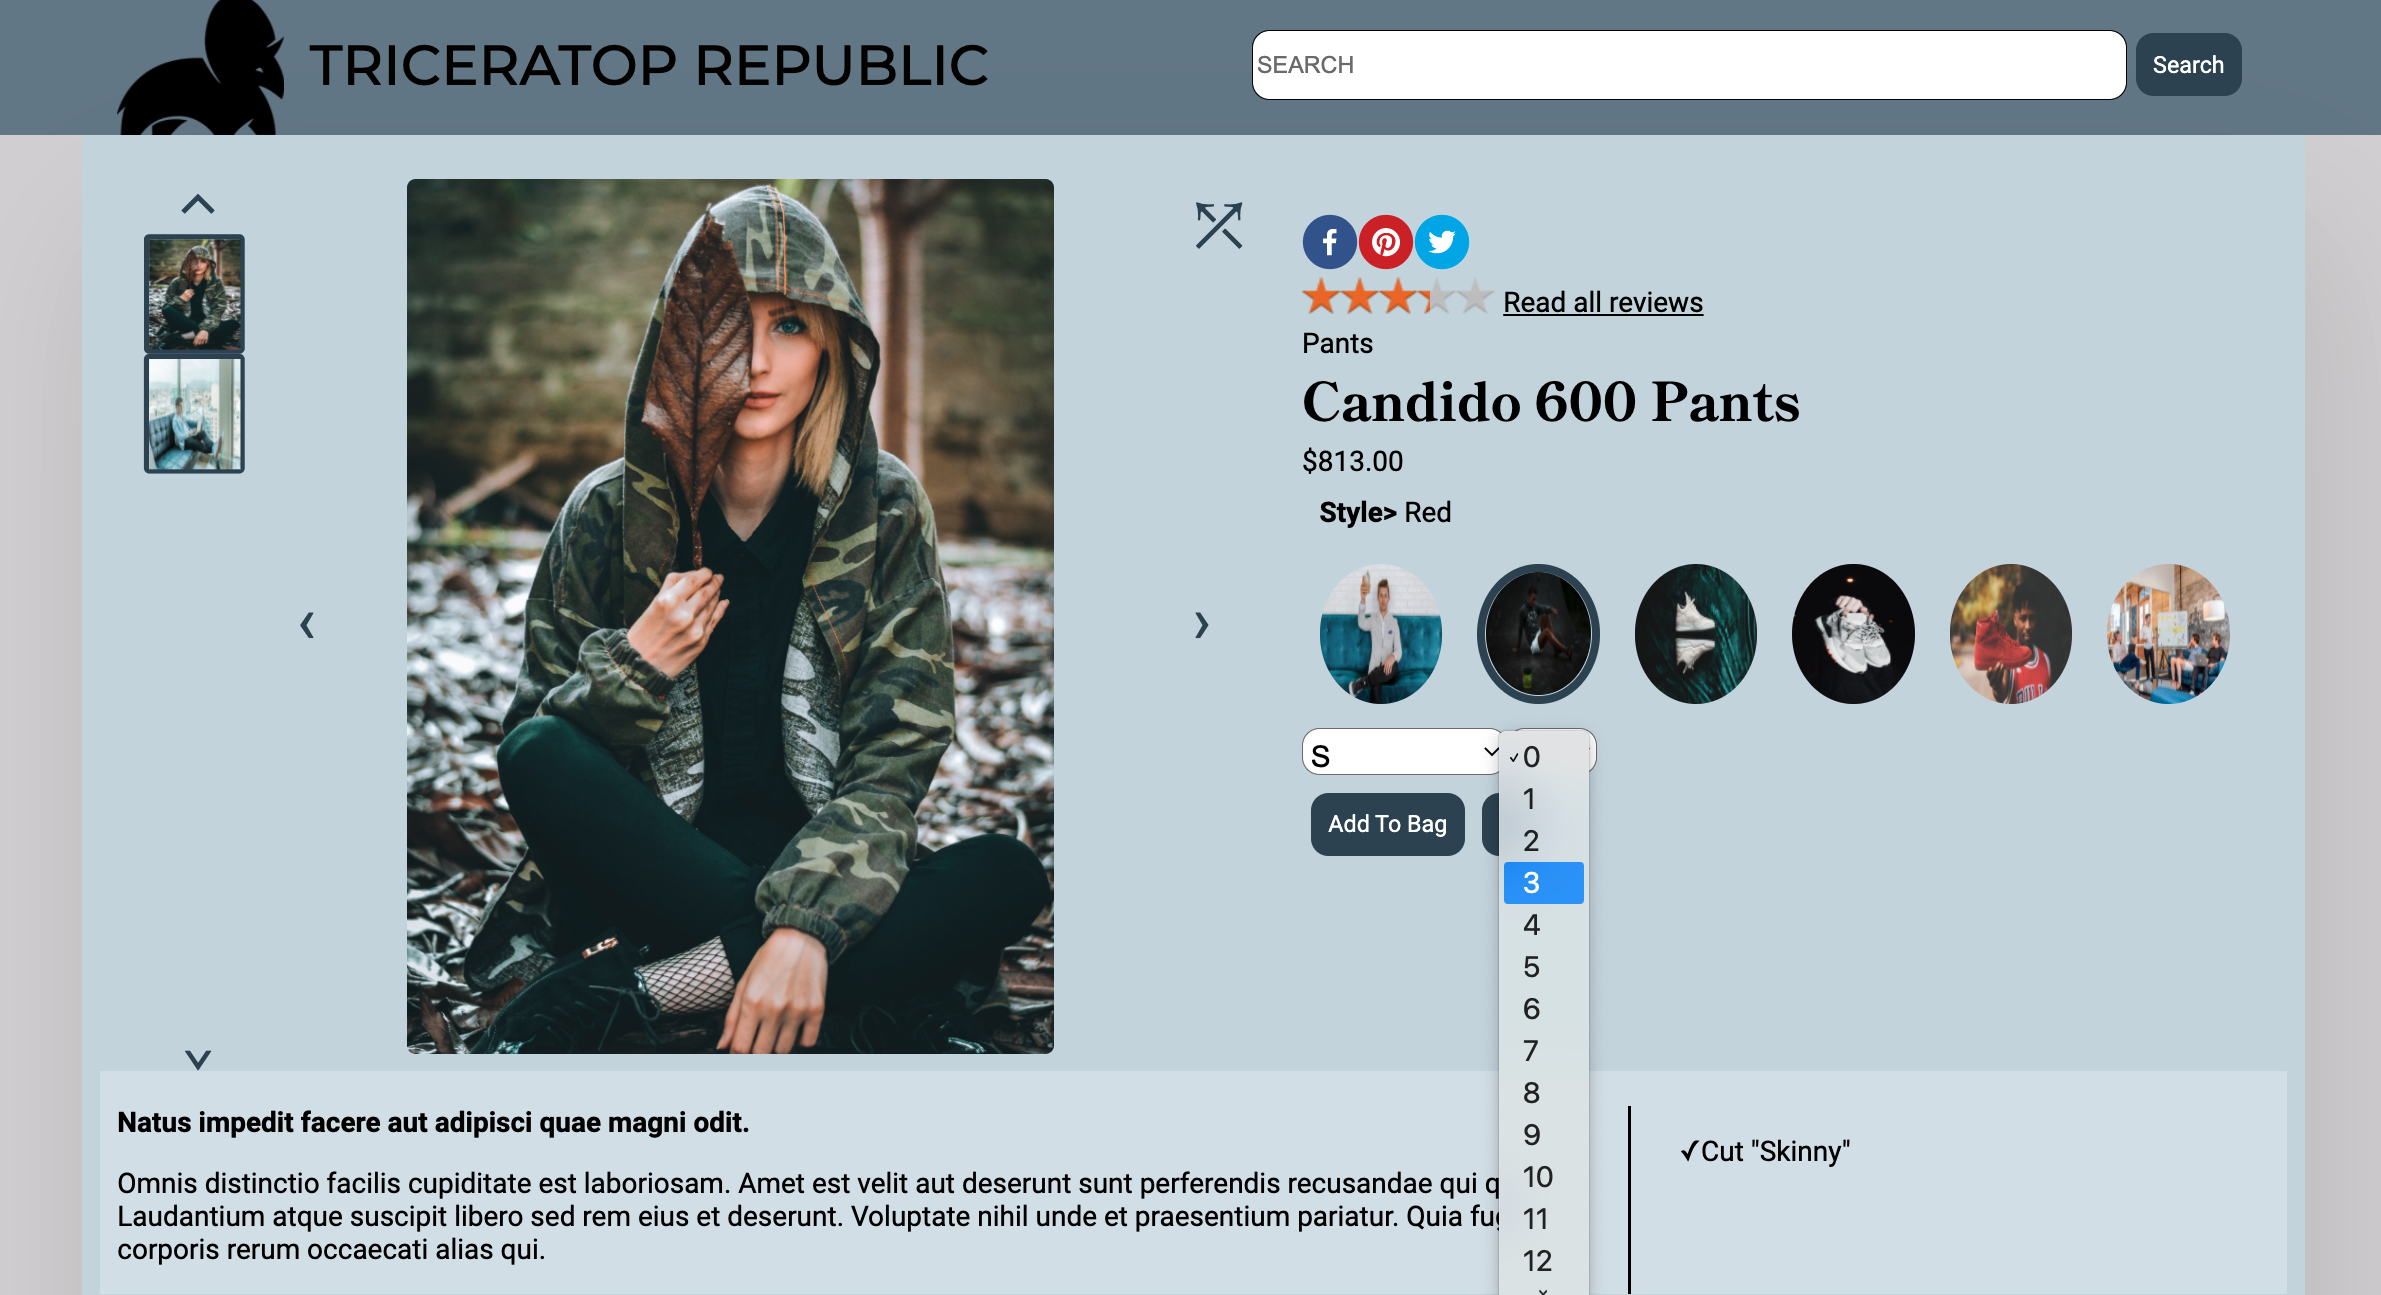 TRICERATOP REPUBLIC
SEARCH
Search
Read all reviews
Pants
Candido 600 Pants
$813.00
Style> Red
S
✓0
1
2
3
4
5
6
7
8
9
10
11
12
Add To Bag
Natus impedit facere aut adipisci quae magni odit.
Omnis distinctio facilis cupiditate est laboriosam. Amet est velit aut deserunt sunt perferendis recusandae qui
Laudantium atque suscipit libero sed rem eius et deserunt. Voluptate nihil unde et praesentium pariatur. Quia
corporis rerum occaecati alias qui.
✓Cut "Skinny"